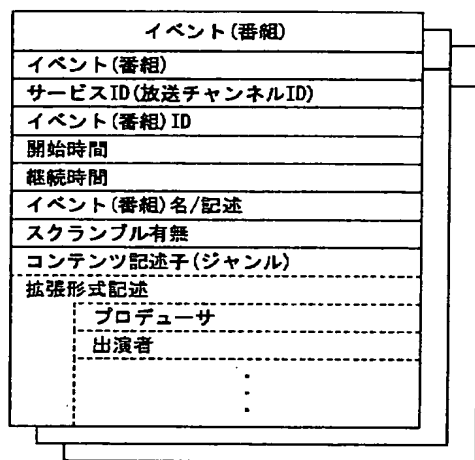 イベント(番組)
イベント(番組)
サービスID(放送チャンネルID)
イベント(番組)ID
開始時間
継続時間
イベント(番組)名/記述
スクランブル有無
コンテンツ記述子(ジャンル)
拡張形式記述
プロデューサ
出演者